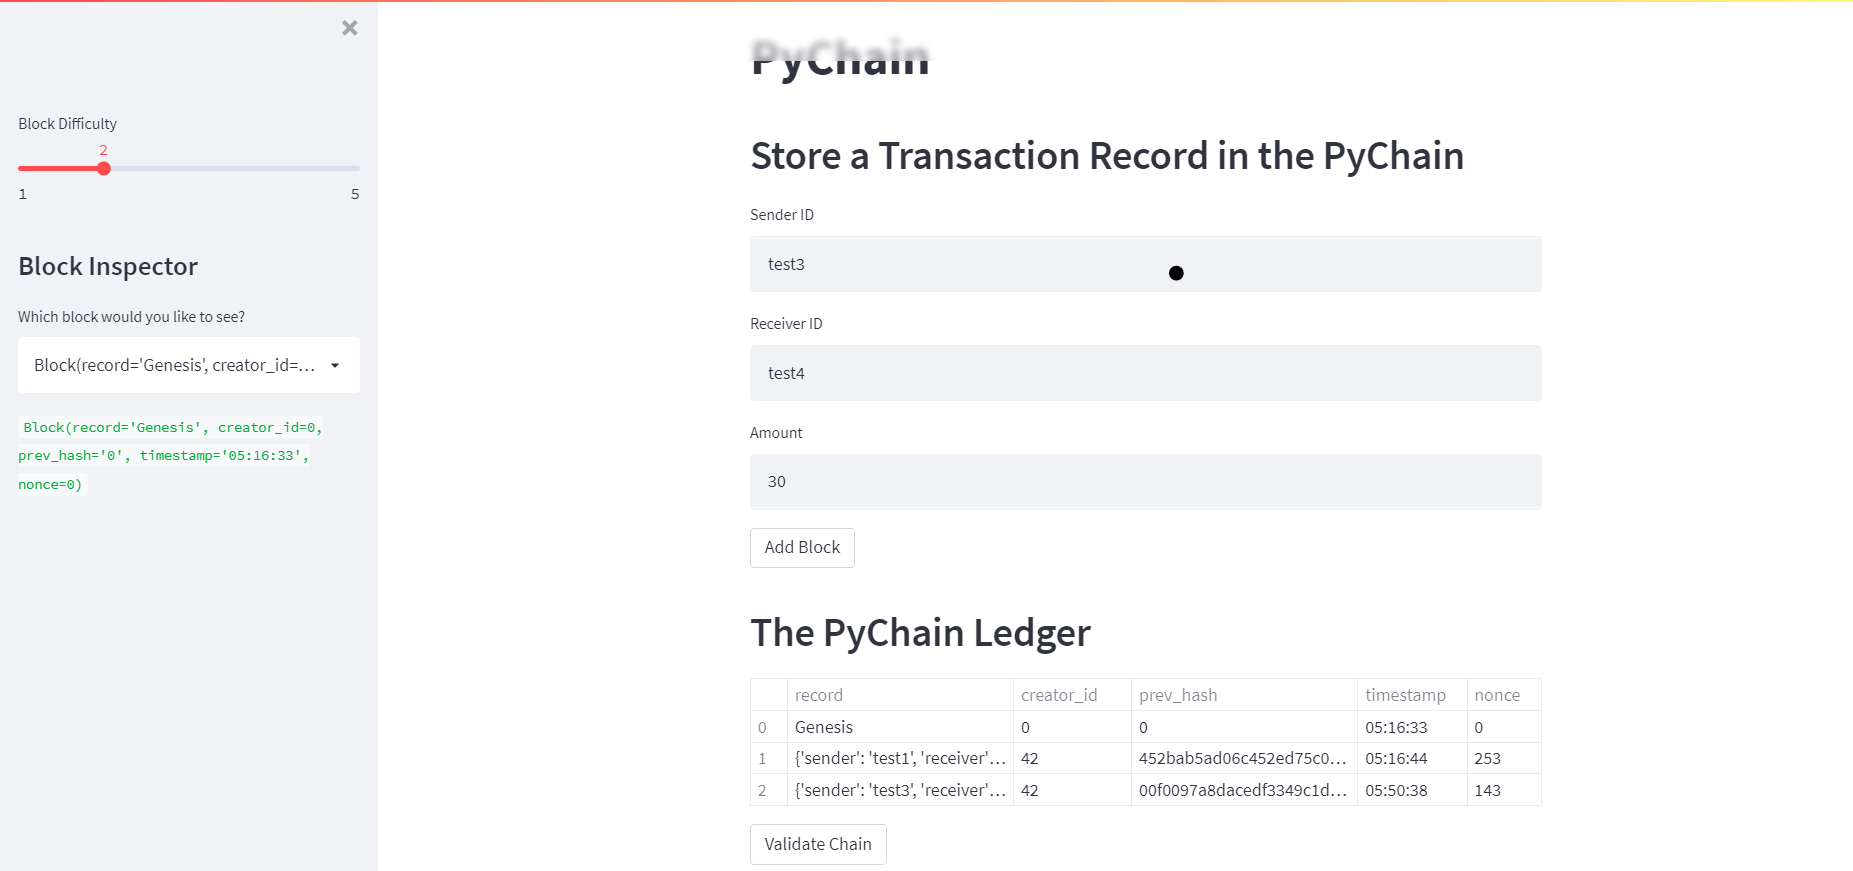 Block Difficulty
2
1 5
Block Inspector
Which block would you like to see?
Block(record='Genesis', creator_id=...
Block(record='Genesis', creator_id=0,
prev_hash='0', timestamp='05:16:33',
nonce=0)
PyChain
Store a Transaction Record in the PyChain
Sender ID
test3
Receiver ID
test4
Amount
30
Add Block
The PyChain Ledger
record creator_id prev_hash timestamp nonce
0 Genesis 0 0 05:16:33 0
1 {'sender': 'test1', 'receiver'... 42 452bab5ad06c452ed75c0... 05:16:44 253
2 {'sender': 'test3', 'receiver'... 42 00f0097a8dacedf3349c1d... 05:50:38 143
Validate Chain